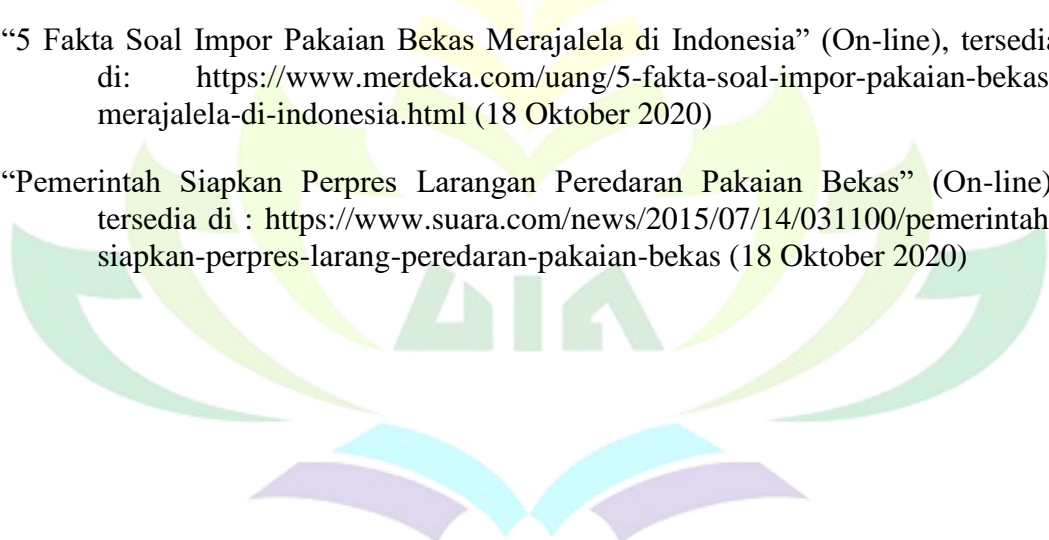 “5 Fakta Soal Impor Pakaian Bekas Merajalela di Indonesia” (On-line), tersedia
di: https://www.merdeka.com/uang/5-fakta-soal-impor-pakaian-bekas
merajalela-di-indonesia.html (18 Oktober 2020)
“Pemerintah Siapkan Perpres Larangan Peredaran Pakaian Bekas” (On-line)
tersedia di : https://www.suara.com/news/2015/07/14/031100/pemerintah
siapkan-perpres-larang-peredaran-pakaian-bekas (18 Oktober 2020)
UIN